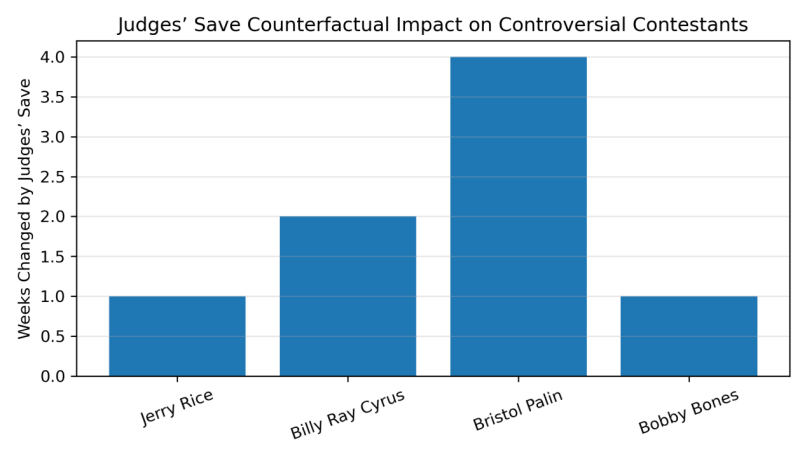 Judges’ Save Counterfactual Impact on Controversial Contestants
Weeks Changed by Judges’ Save
4.0
3.5
3.0
2.5
2.0
1.5
1.0
0.5
0.0
Jerry Rice
Billy Ray Cyrus
Bristol Palin
Bobby Bones